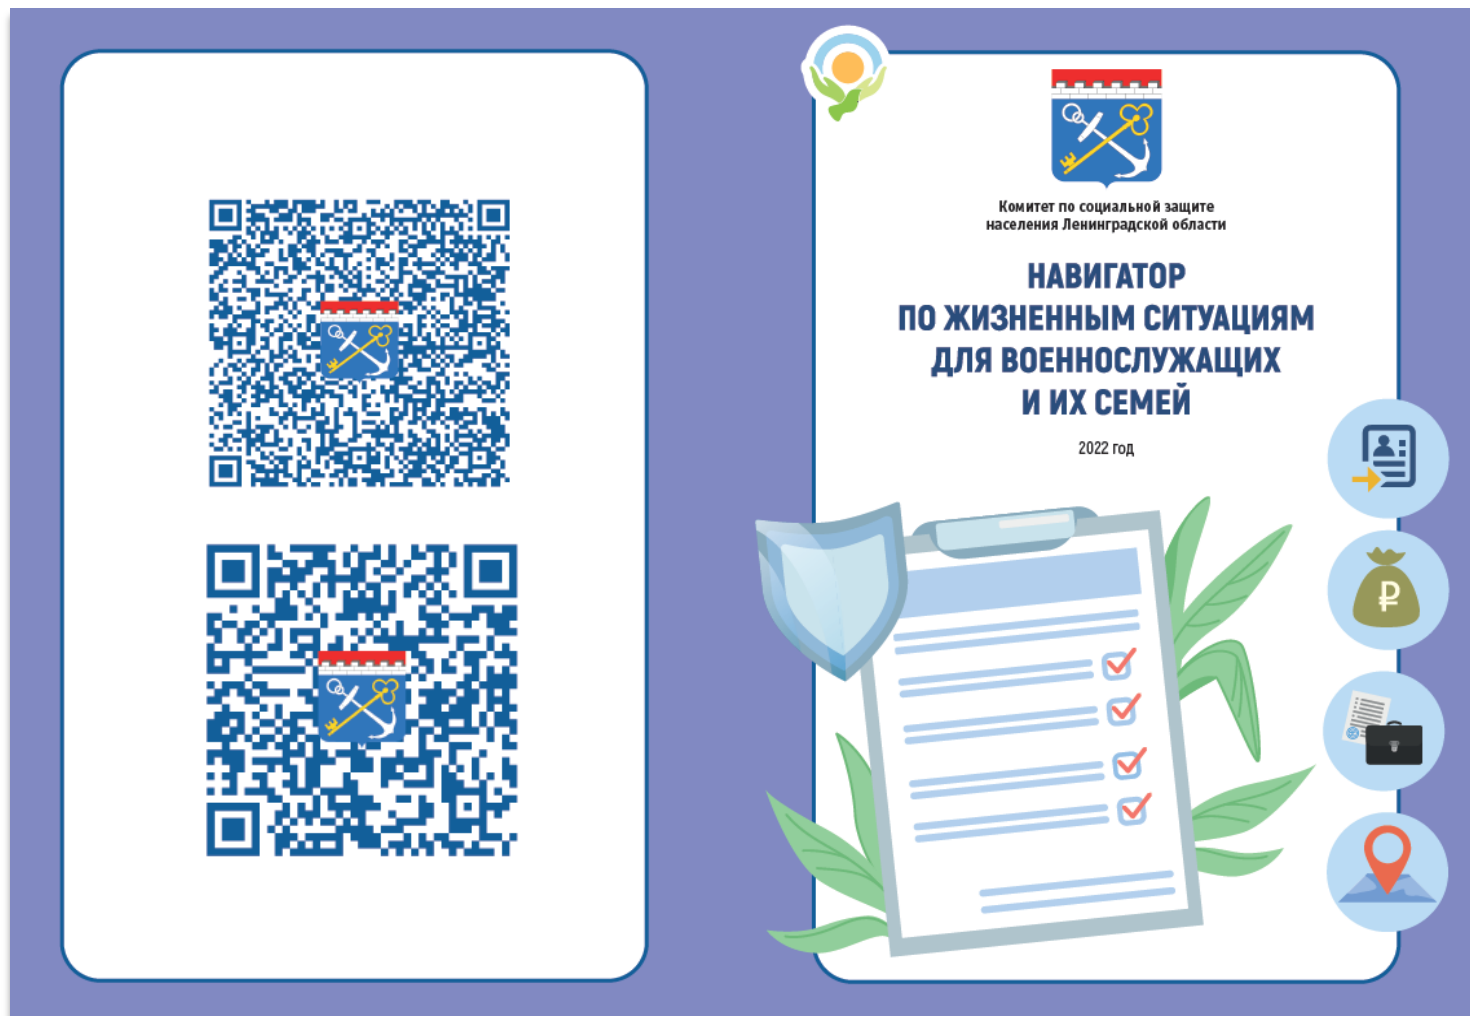 Комитет по социальной защите
населения Ленинградской области
НАВИГАТОР
ПО ЖИЗНЕННЫМ СИТУАЦИЯМ
ДЛЯ ВОЕННОСЛУЖАЩИХ
И ИХ СЕМЕЙ
2022 год
₽